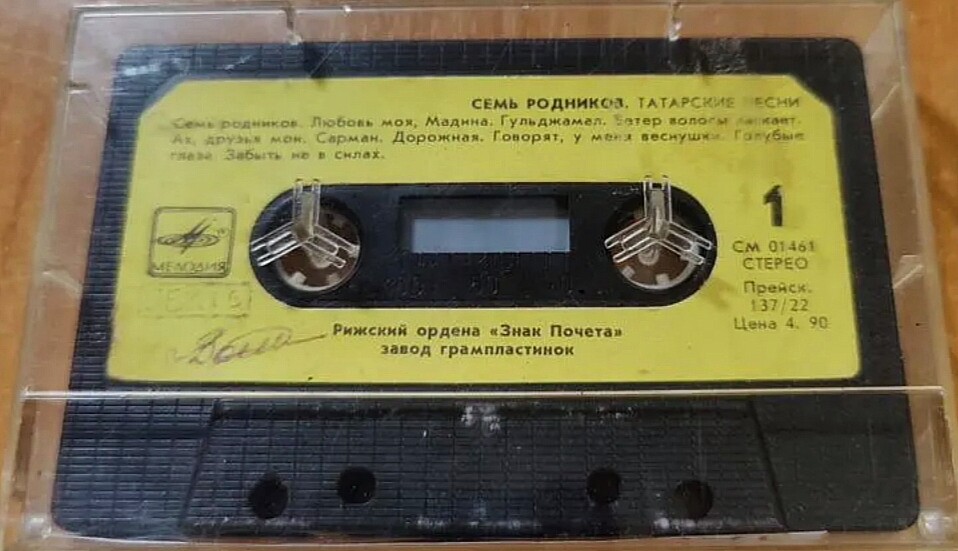 СЕМЬ РОДНИКОВ. ТАТАРСКИЕ ПЕСНИ
Семь родников. Любовь моя, Мадина. Гульджамал. Ветер волосы ласкает.
Ах, друзья мои. Сарман. Дорожная. Говорят, у меня веснушки. Голубые
глаза. Забыть не в силах.
1
СМ 01461
СТЕРЕО
МЕЛОДИЯ
Прейск.
137/22
Цена 4. 90
Рижский ордена «Знак Почета»
завод грампластинок